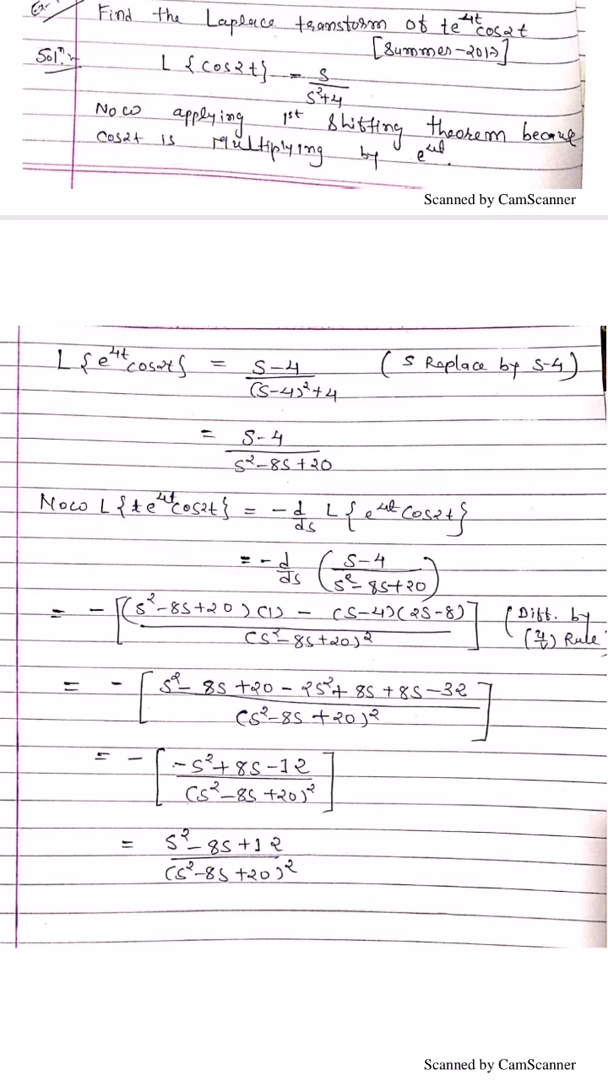 Ex
Find the Laplace transform of te^4t cos2t
[Summer-2017]
Solⁿ:-
L {cos2t} = s/(s²+4)
Now applying 1st Shifting theorem because
cos2t is Multiplying by e^4t.
Scanned by CamScanner
L{e^4t cos2t} = (s-4)/((s-4)²+4) (s Replace by s-4)
= (s-4)/(s²-8s+20)
Now L{te^4t cos2t} = -d/ds L{e^4t cos2t}
= -d/ds ((s-4)/(s²-8s+20))
= -[((s²-8s+20)(1) - (s-4)(2s-8))/(s²-8s+20)²] (Diff. by (u/v) Rule
= -[(s²-8s+20-2s²+8s+8s-32)/(s²-8s+20)²]
= -[(-s²+8s-12)/(s²-8s+20)²]
= (s²-8s+12)/(s²-8s+20)²
Scanned by CamScanner